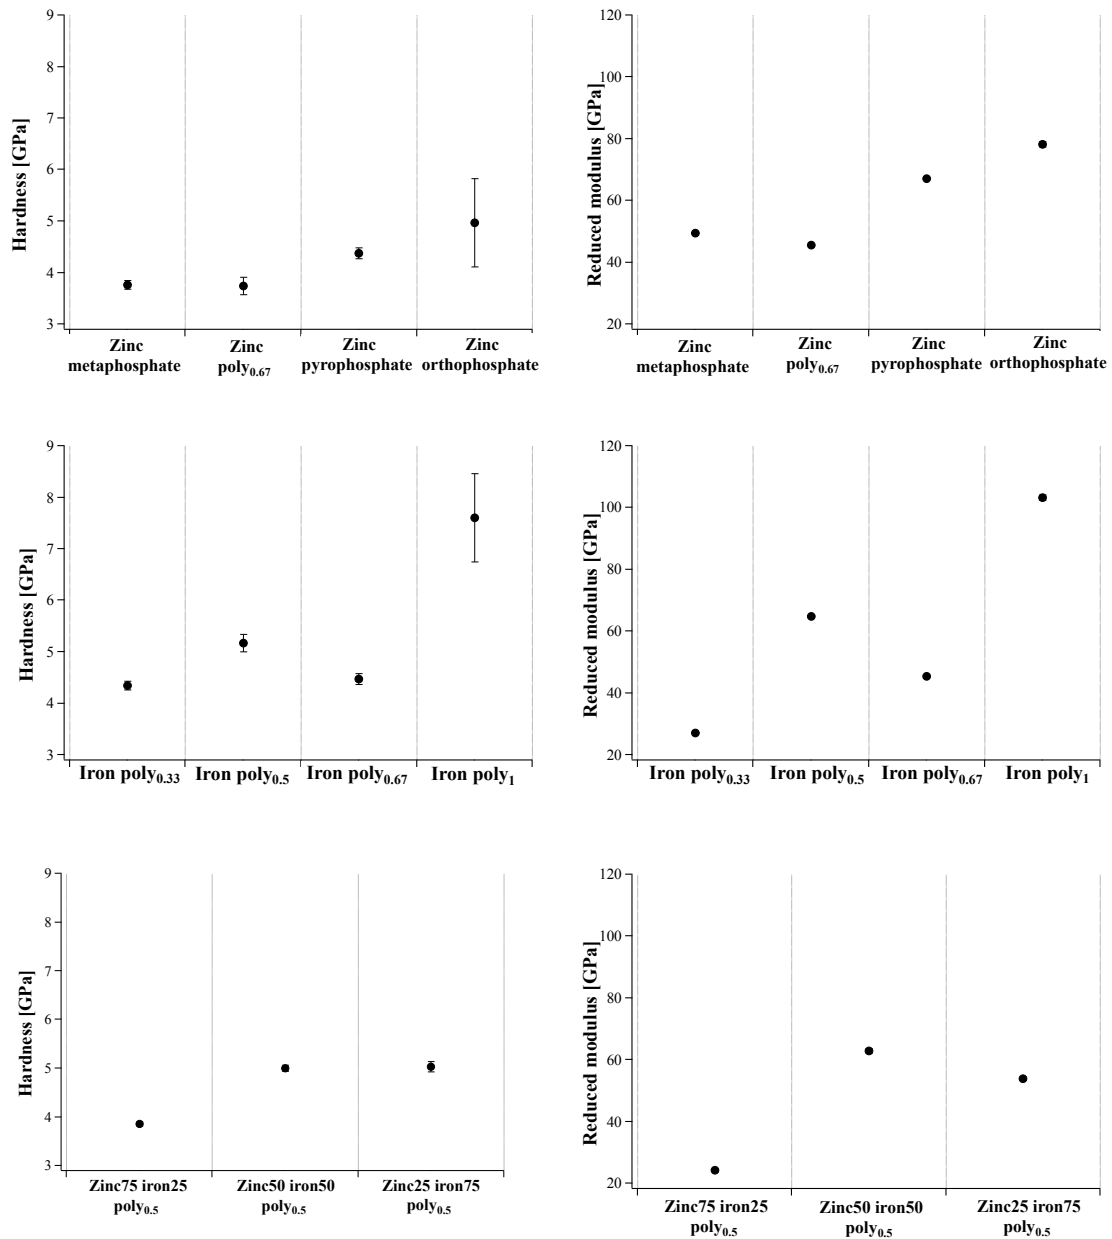 9
8
7
6
5
4
3
Hardness [GPa]
Zinc
metaphosphate
Zinc
poly0.67
Zinc
pyrophosphate
Zinc
orthophosphate
120
100
80
60
40
20
Reduced modulus [GPa]
Zinc
metaphosphate
Zinc
poly0.67
Zinc
pyrophosphate
Zinc
orthophosphate
9
8
7
6
5
4
3
Hardness [GPa]
Iron poly0.33
Iron poly0.5
Iron poly0.67
Iron poly1
120
100
80
60
40
20
Reduced modulus [GPa]
Iron poly0.33
Iron poly0.5
Iron poly0.67
Iron poly1
9
8
7
6
5
4
3
Hardness [GPa]
Zinc75 iron25
poly0.5
Zinc50 iron50
poly0.5
Zinc25 iron75
poly0.5
120
100
80
60
40
20
Reduced modulus [GPa]
Zinc75 iron25
poly0.5
Zinc50 iron50
poly0.5
Zinc25 iron75
poly0.5